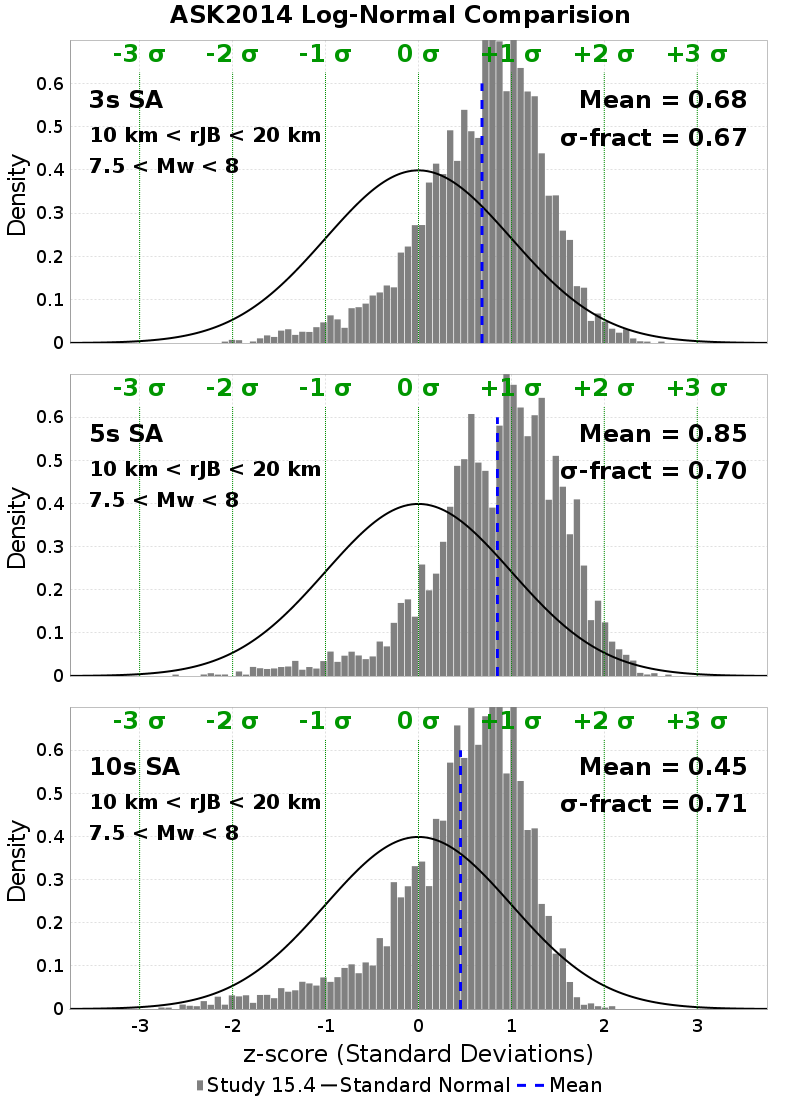 ASK2014 Log-Normal Comparision
-3 σ -2 σ -1 σ 0 σ +1 σ +2 σ +3 σ
3s SA
Mean = 0.68
10 km < rJB < 20 km
σ-fract = 0.67
7.5 < Mw < 8
Density
0.6
0.5
0.4
0.3
0.2
0.1
0
-3 σ -2 σ -1 σ 0 σ +1 σ +2 σ +3 σ
5s SA
Mean = 0.85
10 km < rJB < 20 km
σ-fract = 0.70
7.5 < Mw < 8
Density
0.6
0.5
0.4
0.3
0.2
0.1
0
-3 σ -2 σ -1 σ 0 σ +1 σ +2 σ +3 σ
10s SA
Mean = 0.45
10 km < rJB < 20 km
σ-fract = 0.71
7.5 < Mw < 8
Density
0.6
0.5
0.4
0.3
0.2
0.1
0
-3 -2 -1 0 1 2 3
z-score (Standard Deviations)
Study 15.4 Standard Normal Mean